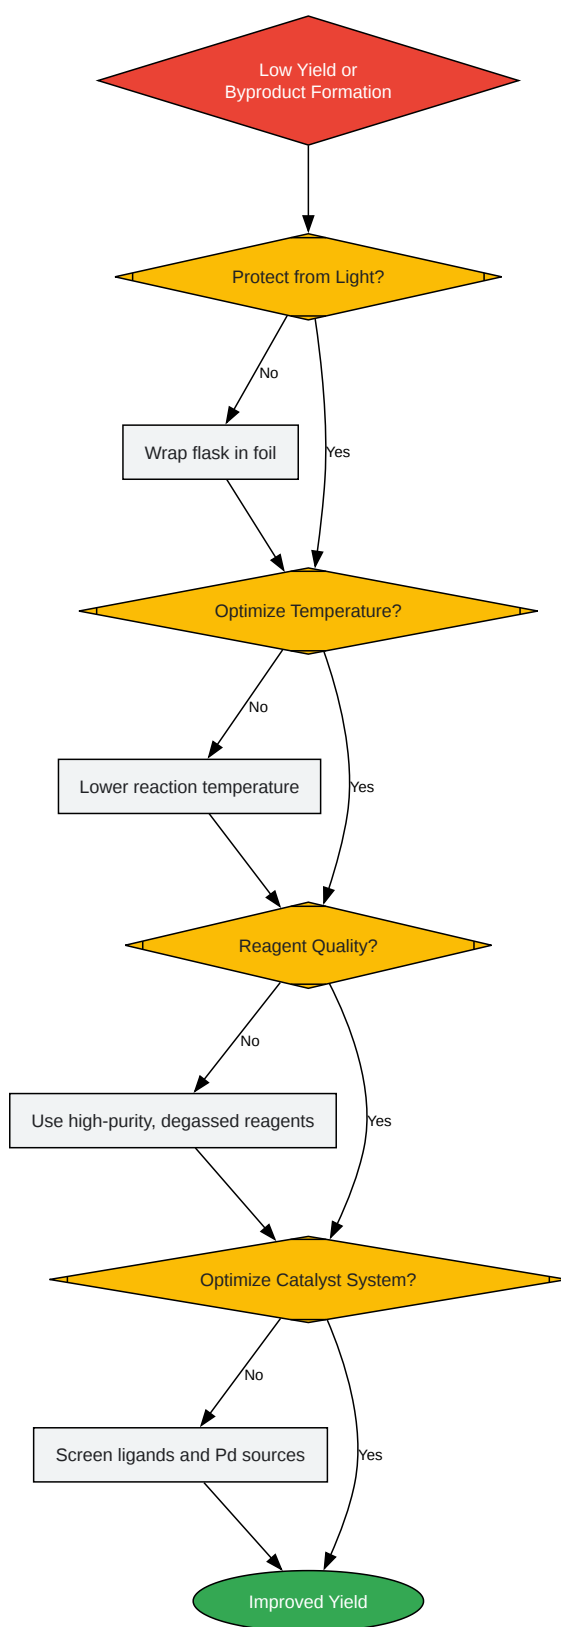 Low Yield or
Byproduct Formation
Protect from Light?
No
Wrap flask in foil
Yes
Optimize Temperature?
No
Lower reaction temperature
Yes
Reagent Quality?
No
Use high-purity, degassed reagents
Yes
Optimize Catalyst System?
No
Screen ligands and Pd sources
Yes
Improved Yield